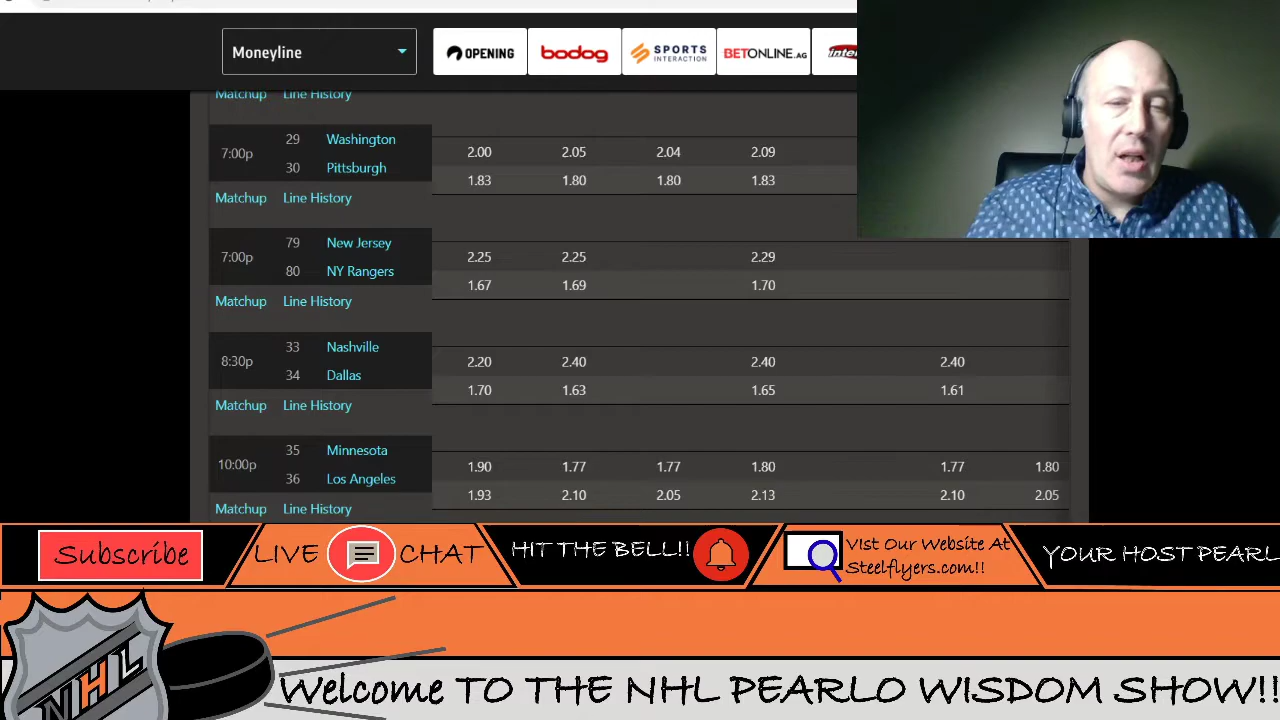 Moneyline
OPENING
bodog
SPORTS
INTERACTION
BETONLINE.AG
Matchup Line History
7:00p
29 Washington 2.00 2.05 2.04 2.09
30 Pittsburgh 1.83 1.80 1.80 1.83
Matchup Line History
7:00p
79 New Jersey 2.25 2.25 2.29
80 NY Rangers 1.67 1.69 1.70
Matchup Line History
8:30p
33 Nashville 2.20 2.40 2.40 2.40
34 Dallas 1.70 1.63 1.65 1.61
Matchup Line History
10:00p
35 Minnesota 1.90 1.77 1.77 1.80 1.77 1.80
36 Los Angeles 1.93 2.10 2.05 2.13 2.10 2.05
Matchup Line History
Subscribe
LIVE CHAT
HIT THE BELL!!
VIst Our WebsIte At
Steelflyers.com!!
YOUR HOST PEARL
NHL
Welcome TO THE NHL PEARLO WISDOM SHOW!!